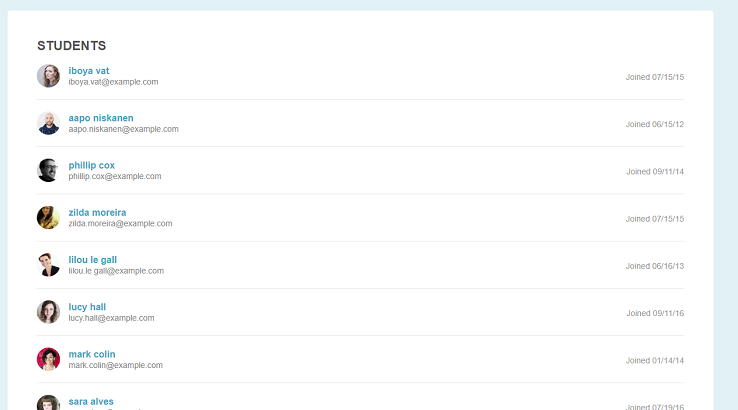 STUDENTS
iboya vat
iboya.vat@example.com
Joined 07/15/15
aapo niskanen
aapo.niskanen@example.com
Joined 06/15/12
phillip cox
phillip.cox@example.com
Joined 09/11/14
zilda moreira
zilda.moreira@example.com
Joined 07/15/15
lilou le gall
lilou.le gall@example.com
Joined 06/16/13
lucy hall
lucy.hall@example.com
Joined 09/11/16
mark colin
mark.colin@example.com
Joined 01/14/14
sara alves
Joined 07/19/16